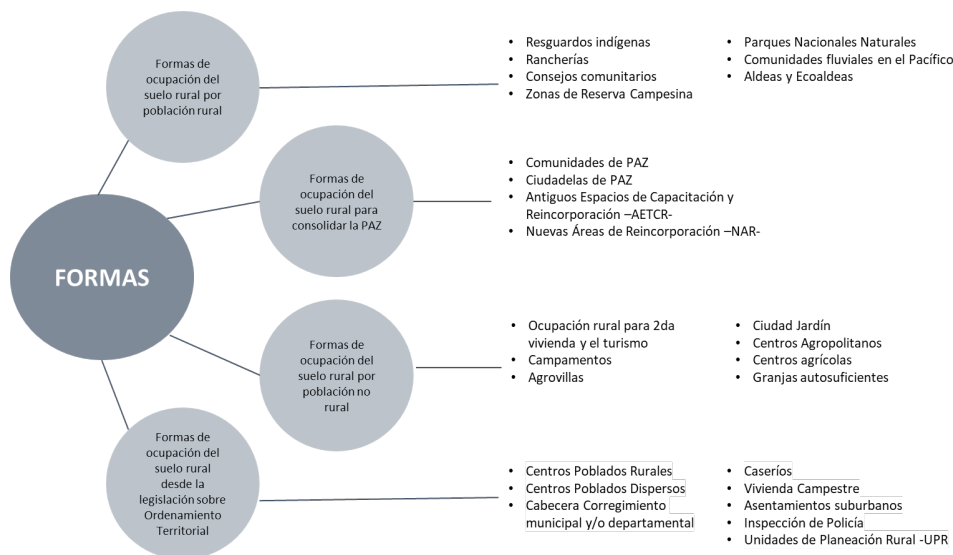 Formas de
ocupación del
suelo rural por
población rural
• Resguardos indígenas
• Rancherías
• Consejos comunitarios
• Zonas de Reserva Campesina
• Parques Nacionales Naturales
• Comunidades fluviales en el Pacífico
• Aldeas y Ecoaldeas
Formas de
ocupación del
suelo rural para
consolidar la PAZ
• Comunidades de PAZ
• Ciudadelas de PAZ
• Antiguos Espacios de Capacitación y
Reincorporación –AETCR-
• Nuevas Áreas de Reincorporación –NAR-
FORMAS
Formas de
ocupación del
suelo rural por
población no
rural
• Ocupación rural para 2da
vivienda y el turismo
• Campamentos
• Agrovillas
• Ciudad Jardín
• Centros Agropolitanos
• Centros agrícolas
• Granjas autosuficientes
Formas de
ocupación del
suelo rural
desde la
legislación sobre
Ordenamiento
Territorial
• Centros Poblados Rurales
• Centros Poblados Dispersos
• Cabecera Corregimiento
municipal y/o departamental
• Caseríos
• Vivienda Campestre
• Asentamientos suburbanos
• Inspección de Policía
• Unidades de Planeación Rural -UPR